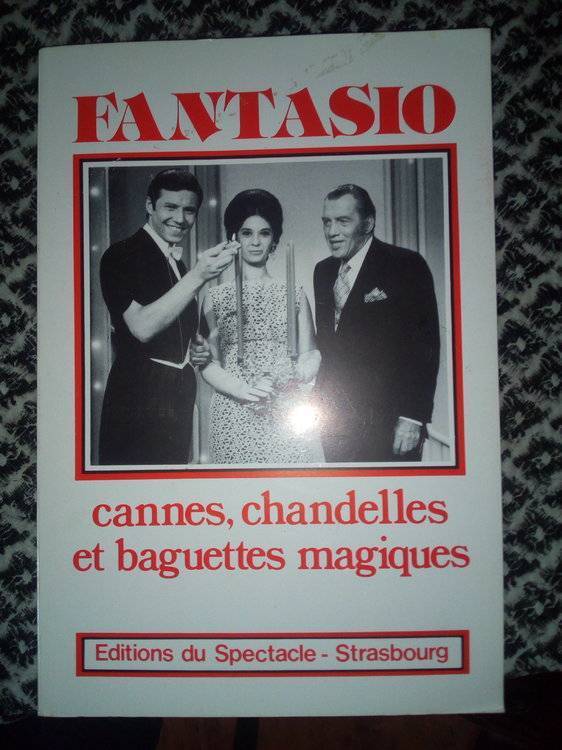 FANTASIO
cannes, chandelles
et baguettes magiques
Editions du Spectacle - Strasbourg